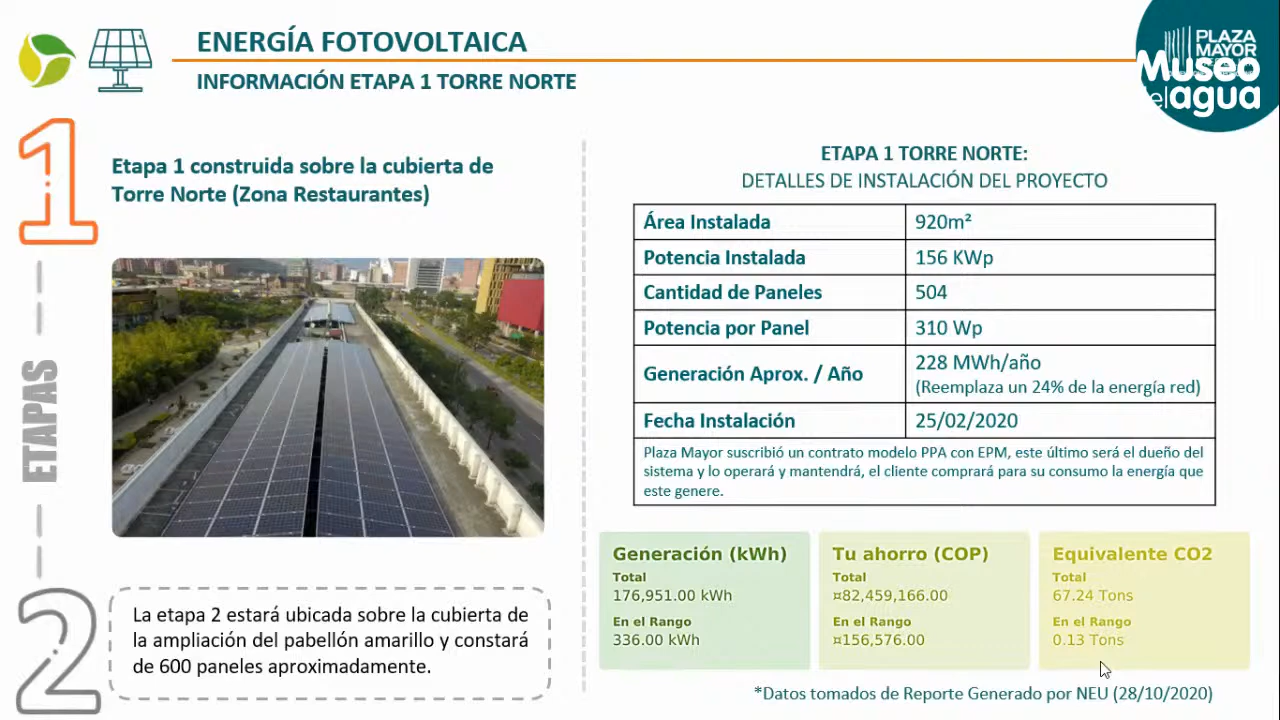 ENERGÍA FOTOVOLTAICA
INFORMACIÓN ETAPA 1 TORRE NORTE
PLAZA
MAYOR
Museo
del agua
1
Etapa 1 construida sobre la cubierta de
Torre Norte (Zona Restaurantes)
ETAPAS
2
La etapa 2 estará ubicada sobre la cubierta de
la ampliación del pabellón amarillo y constará
de 600 paneles aproximadamente.
ETAPA 1 TORRE NORTE:
DETALLES DE INSTALACIÓN DEL PROYECTO
Área Instalada 920m²
Potencia Instalada 156 KWp
Cantidad de Paneles 504
Potencia por Panel 310 Wp
Generación Aprox. / Año 228 MWh/año
(Reemplaza un 24% de la energía red)
Fecha Instalación 25/02/2020
Plaza Mayor suscribió un contrato modelo PPA con EPM, este último será el dueño del
sistema y lo operará y mantendrá, el cliente comprará para su consumo la energía que
este genere.
Generación (kWh)
Total
176,951.00 kWh
En el Rango
336.00 kWh
Tu ahorro (COP)
Total
¤82,459,166.00
En el Rango
¤156,576.00
Equivalente CO2
Total
67.24 Tons
En el Rango
0.13 Tons
*Datos tomados de Reporte Generado por NEU (28/10/2020)